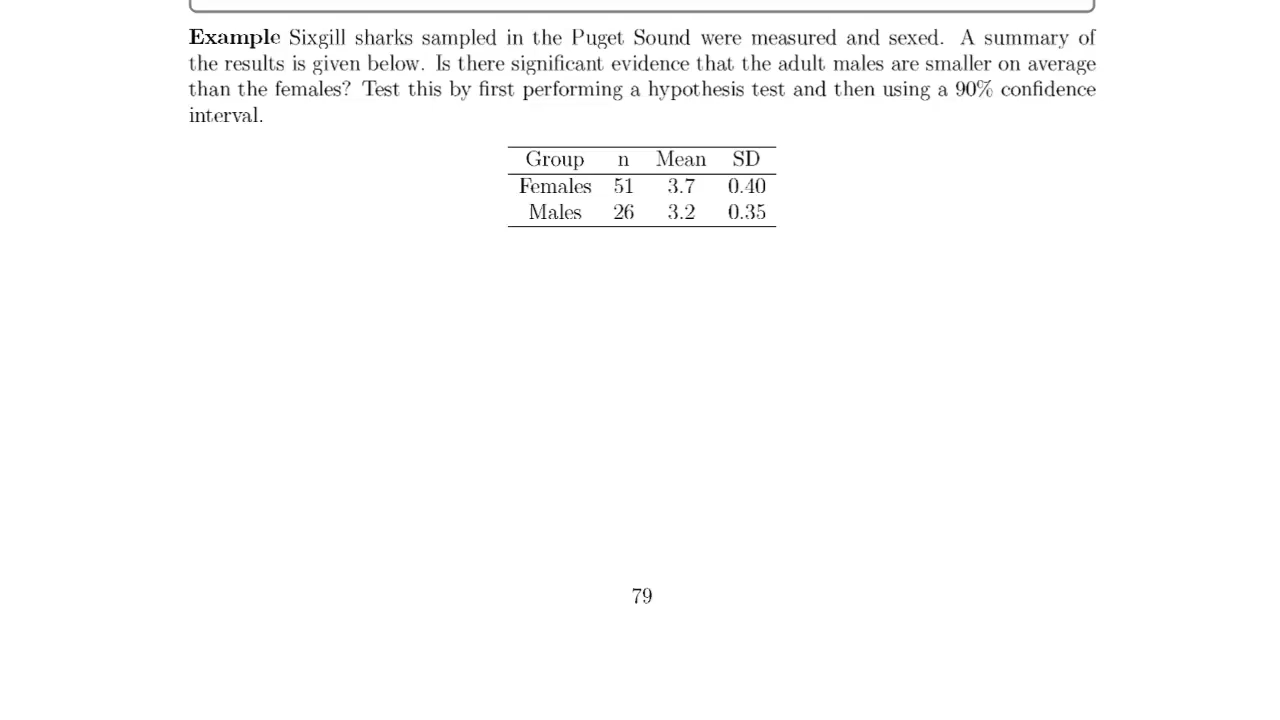 Example Sixgill sharks sampled in the Puget Sound were measured and sexed. A summary of
the results is given below. Is there significant evidence that the adult males are smaller on average
than the females? Test this by first performing a hypothesis test and then using a 90% confidence
interval.
Group n Mean SD
Females 51 3.7 0.40
Males 26 3.2 0.35
79